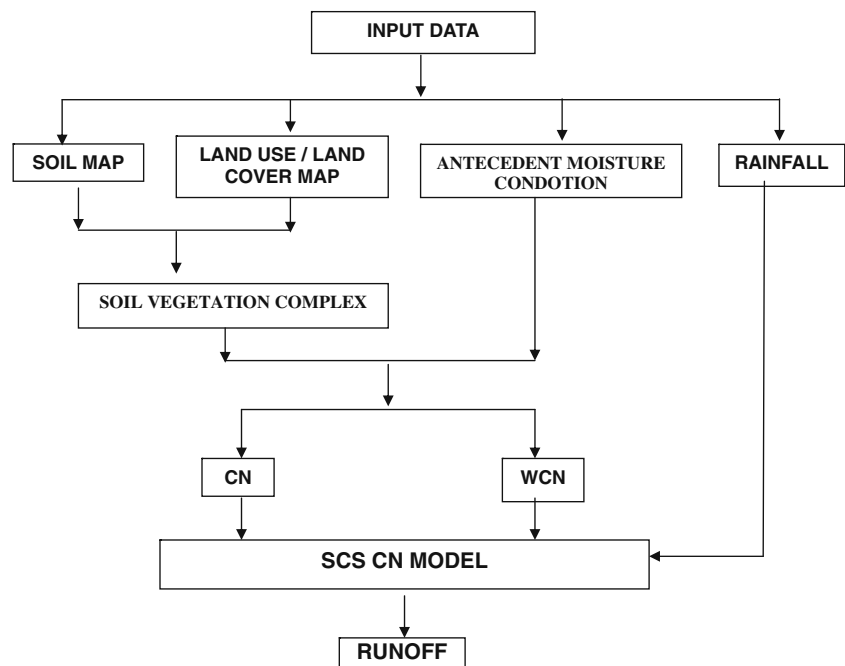 INPUT DATA
SOIL MAP
LAND USE / LAND
COVER MAP
ANTECEDENT MOISTURE
CONDOTION
RAINFALL
SOIL VEGETATION COMPLEX
CN
WCN
SCS CN MODEL
RUNOFF